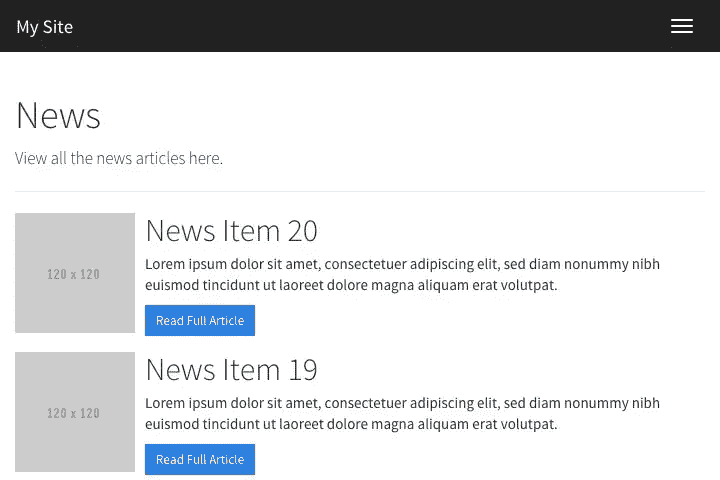 My Site
News
View all the news articles here.
120 x 120
News Item 20
Lorem ipsum dolor sit amet, consectetuer adipiscing elit, sed diam nonummy nibh
euismod tincidunt ut laoreet dolore magna aliquam erat volutpat.
Read Full Article
120 x 120
News Item 19
Lorem ipsum dolor sit amet, consectetuer adipiscing elit, sed diam nonummy nibh
euismod tincidunt ut laoreet dolore magna aliquam erat volutpat.
Read Full Article